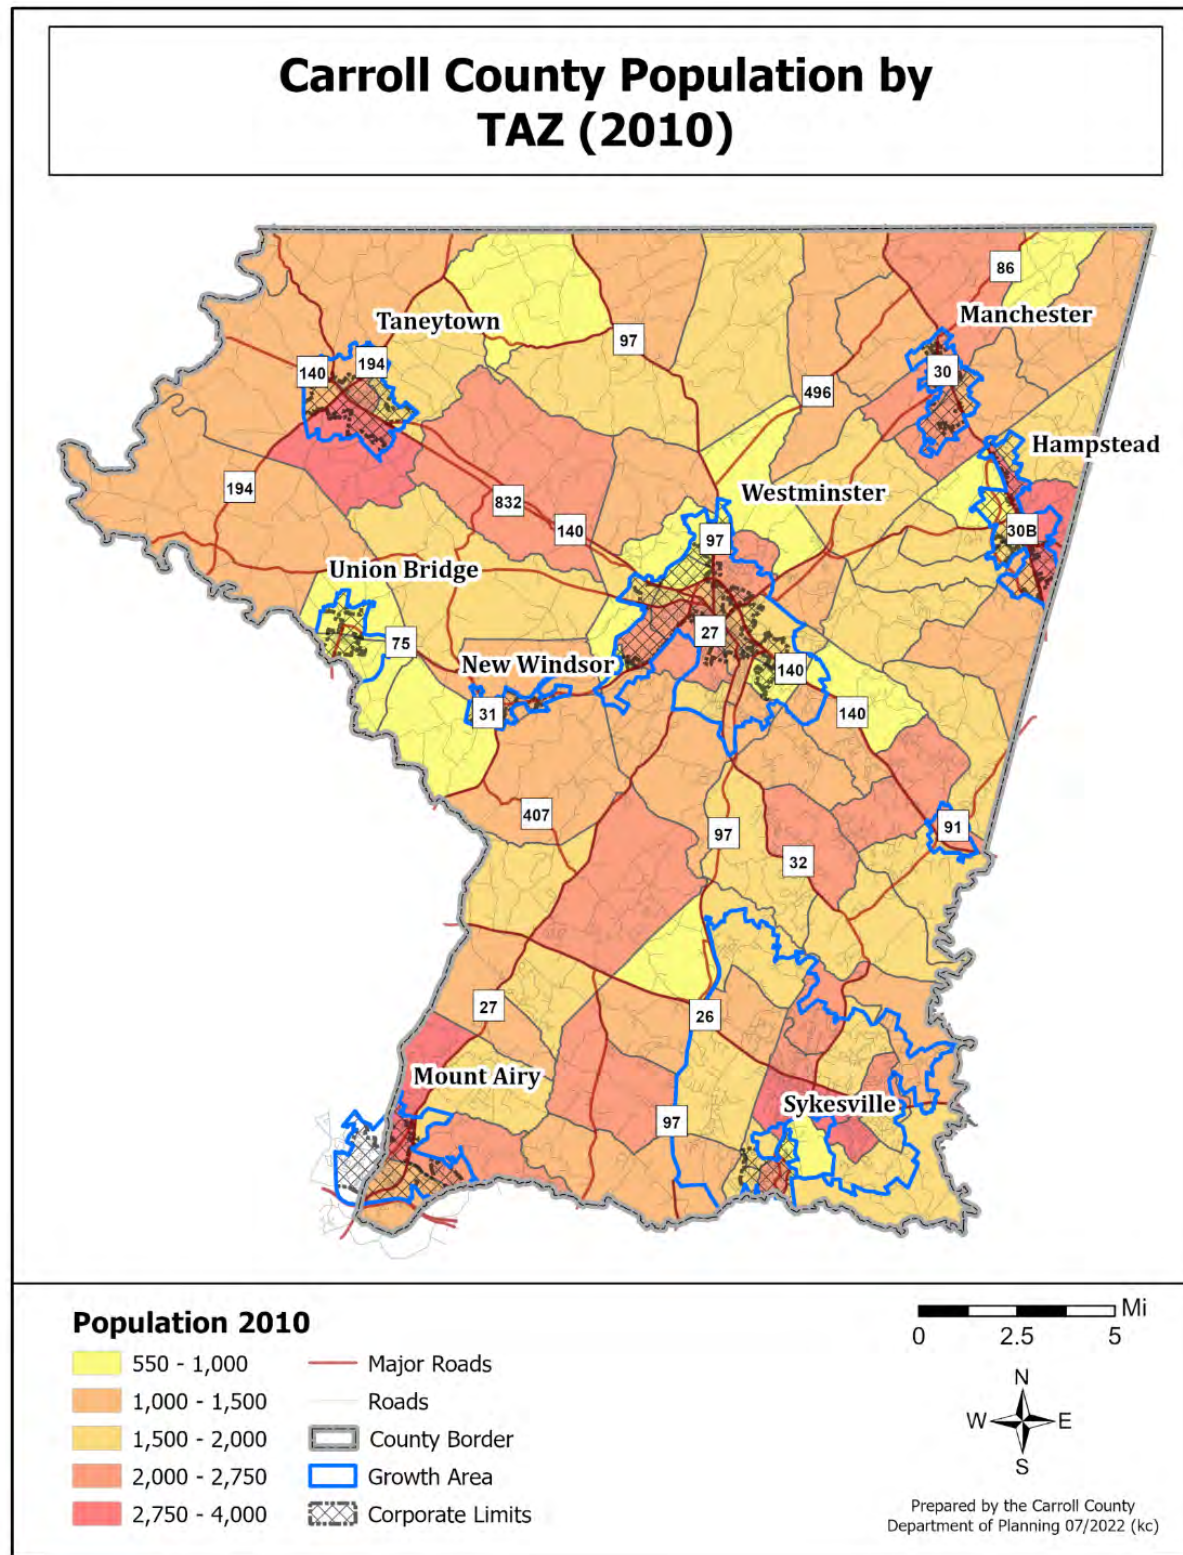 Carroll County Population by
TAZ (2010)
86
Manchester
Taneytown
97
194
140
30
496
Hampstead
194
Westminster
832
140
97
30B
Union Bridge
27
75
New Windsor
140
31
140
407
97
91
32
27
26
Mount Airy
Sykesville
97
Population 2010
550 - 1,000
1,000 - 1,500
1,500 - 2,000
2,000 - 2,750
2,750 - 4,000
Major Roads
Roads
County Border
Growth Area
Corporate Limits
Mi
0 2.5 5
N
W E
S
Prepared by the Carroll County
Department of Planning 07/2022 (kc)